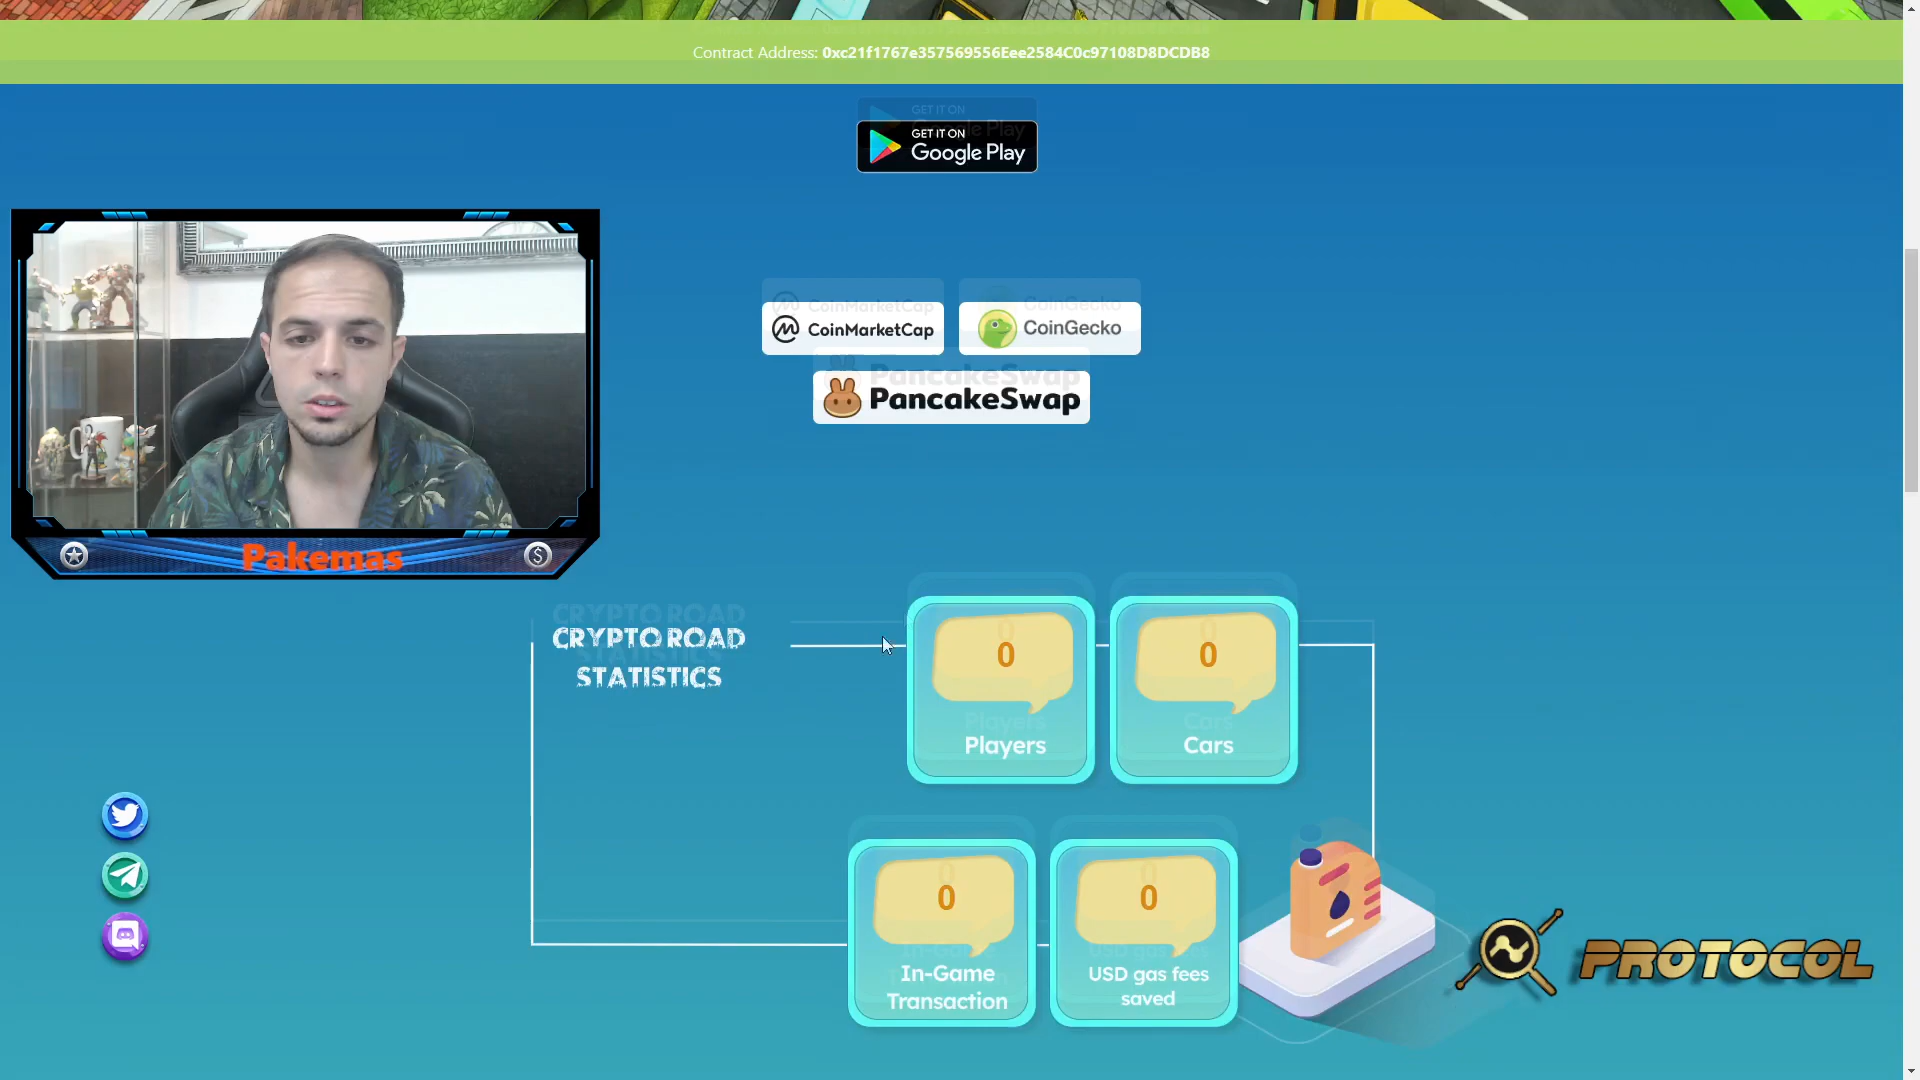 Contract Address: 0xc21f1767e357569556Eee2584C0c97108D8DCDB8
GET IT ON
Google Play
CoinMarketCap
CoinGecko
PancakeSwap
Pakemas
CRYPTO ROAD
STATISTICS
0
Players
0
Cars
0
In-Game
Transaction
0
USD gas fees
saved
PROTOCOL